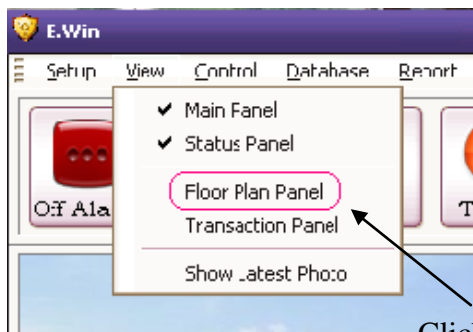 E.Win
Setup View Control Database Report
Main Panel
Status Panel
Floor Plan Panel
Off Ala
T
Transaction Panel
Show Latest Photo
Clic